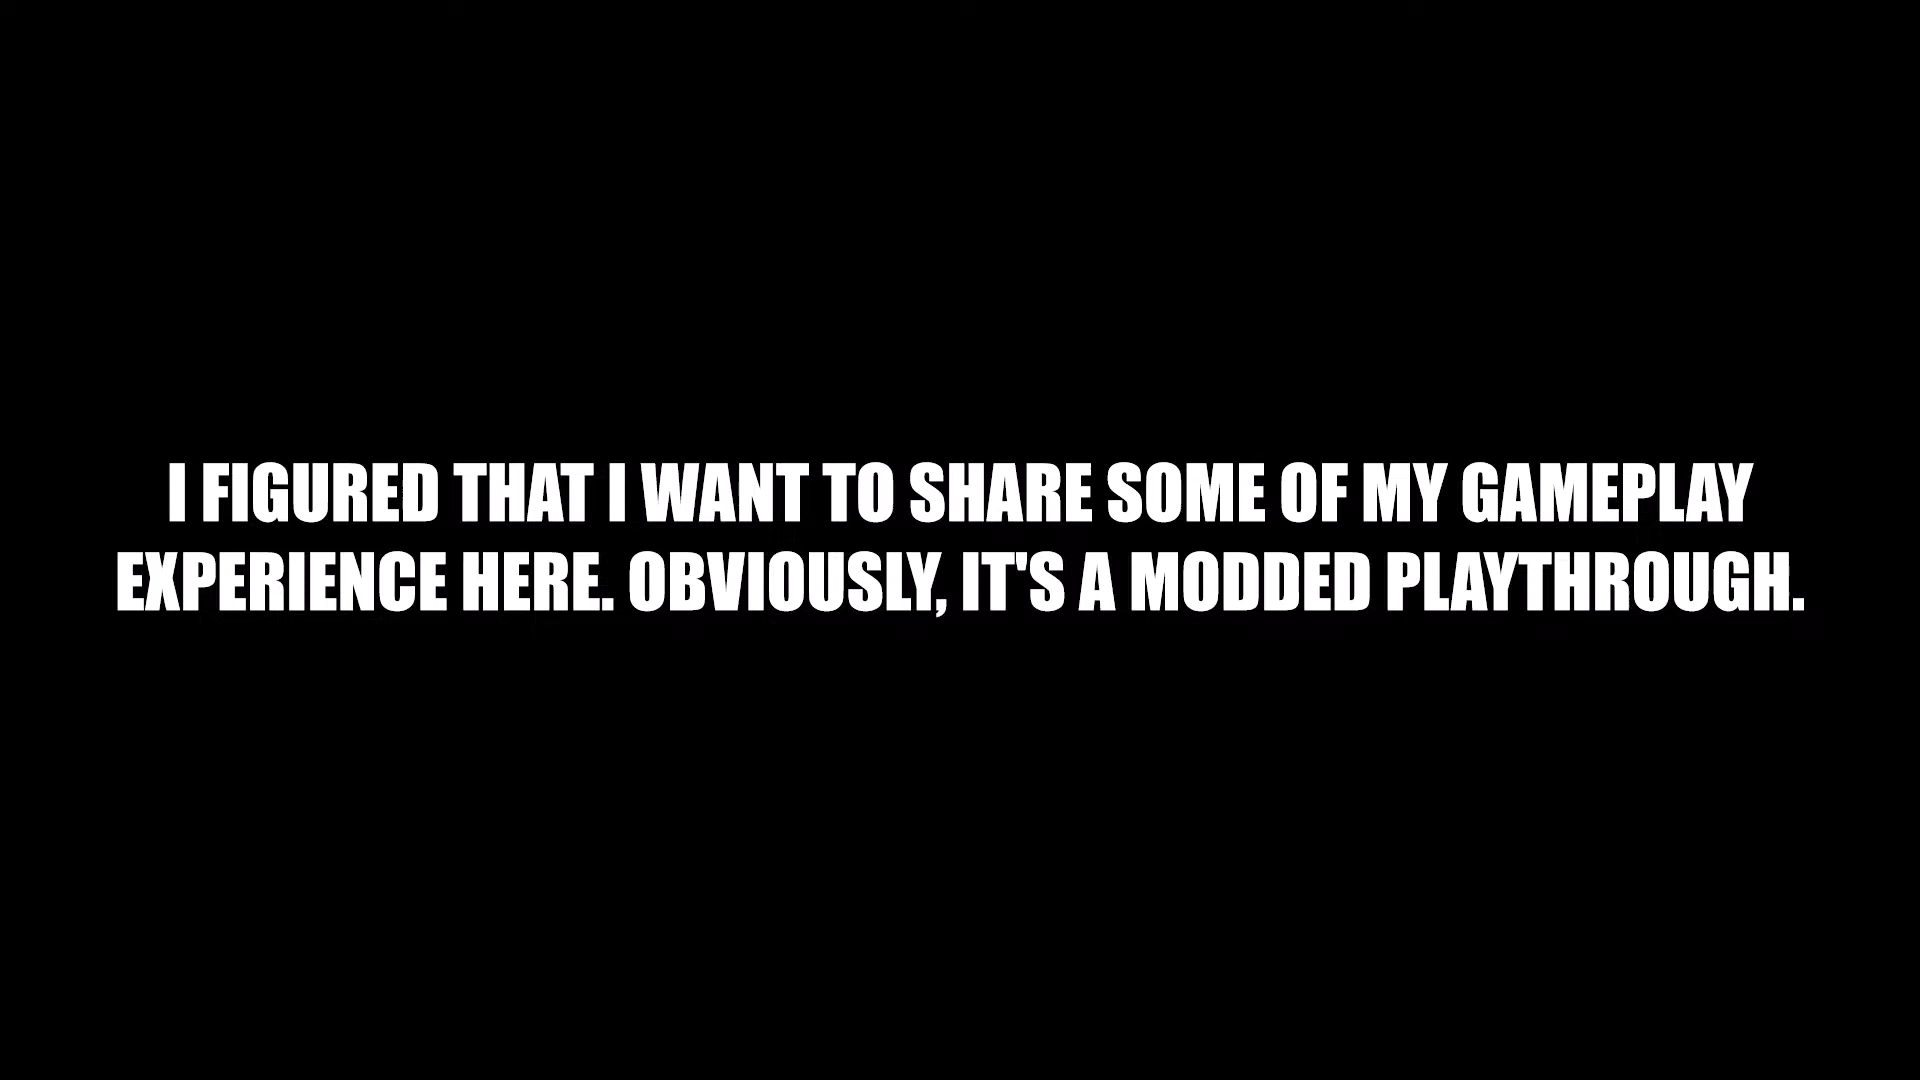 I FIGURED THAT I WANT TO SHARE SOME OF MY GAMEPLAY
EXPERIENCE HERE. OBVIOUSLY, IT'S A MODDED PLAYTHROUGH.